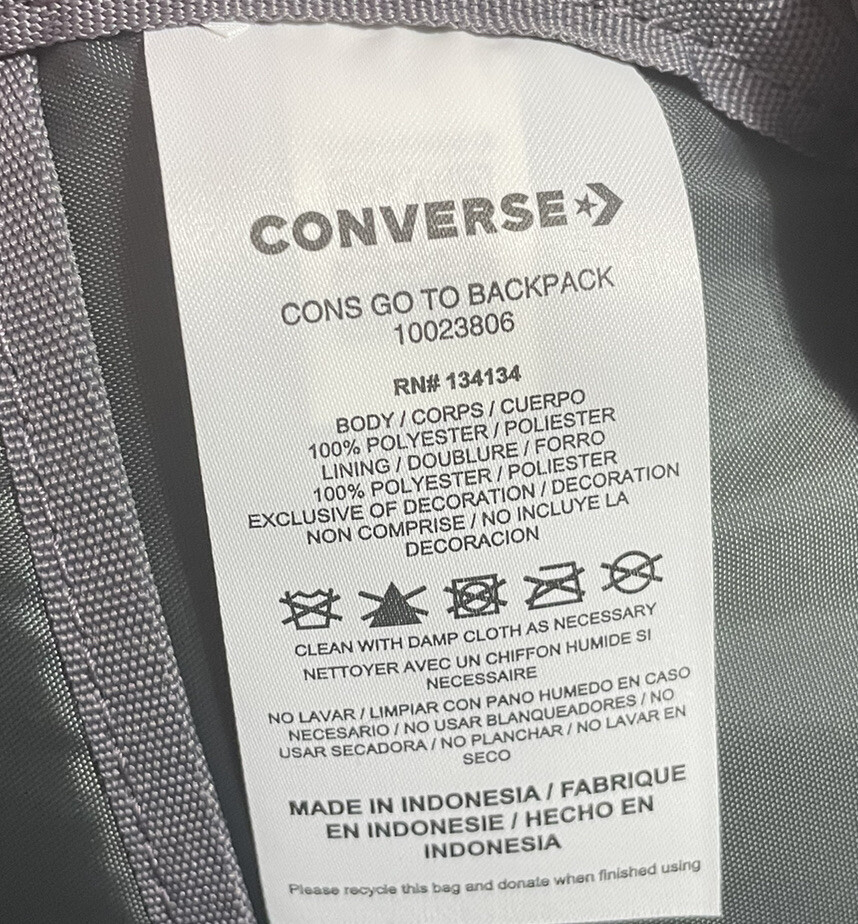 CONVERSE
CONS GO TO BACKPACK
10023806
RN# 134134
BODY / CORPS / CUERPO
100% POLYESTER / POLIESTER
LINING / DOUBLURE / FORRO
100% POLYESTER / POLIESTER
EXCLUSIVE OF DECORATION / DECORATION
NON COMPRISE / NO INCLUYE LA
DECORACION
CLEAN WITH DAMP CLOTH AS NECESSARY
NETTOYER AVEC UN CHIFFON HUMIDE SI
NECESSAIRE
NO LAVAR / LIMPIAR CON PANO HUMEDO EN CASO
NECESARIO / NO USAR BLANQUEADORES / NO
USAR SECADORA / NO PLANCHAR / NO LAVAR EN
SECO
MADE IN INDONESIA / FABRIQUE
EN INDONESIE / HECHO EN
INDONESIA
Please recycle this bag and donate when finished using